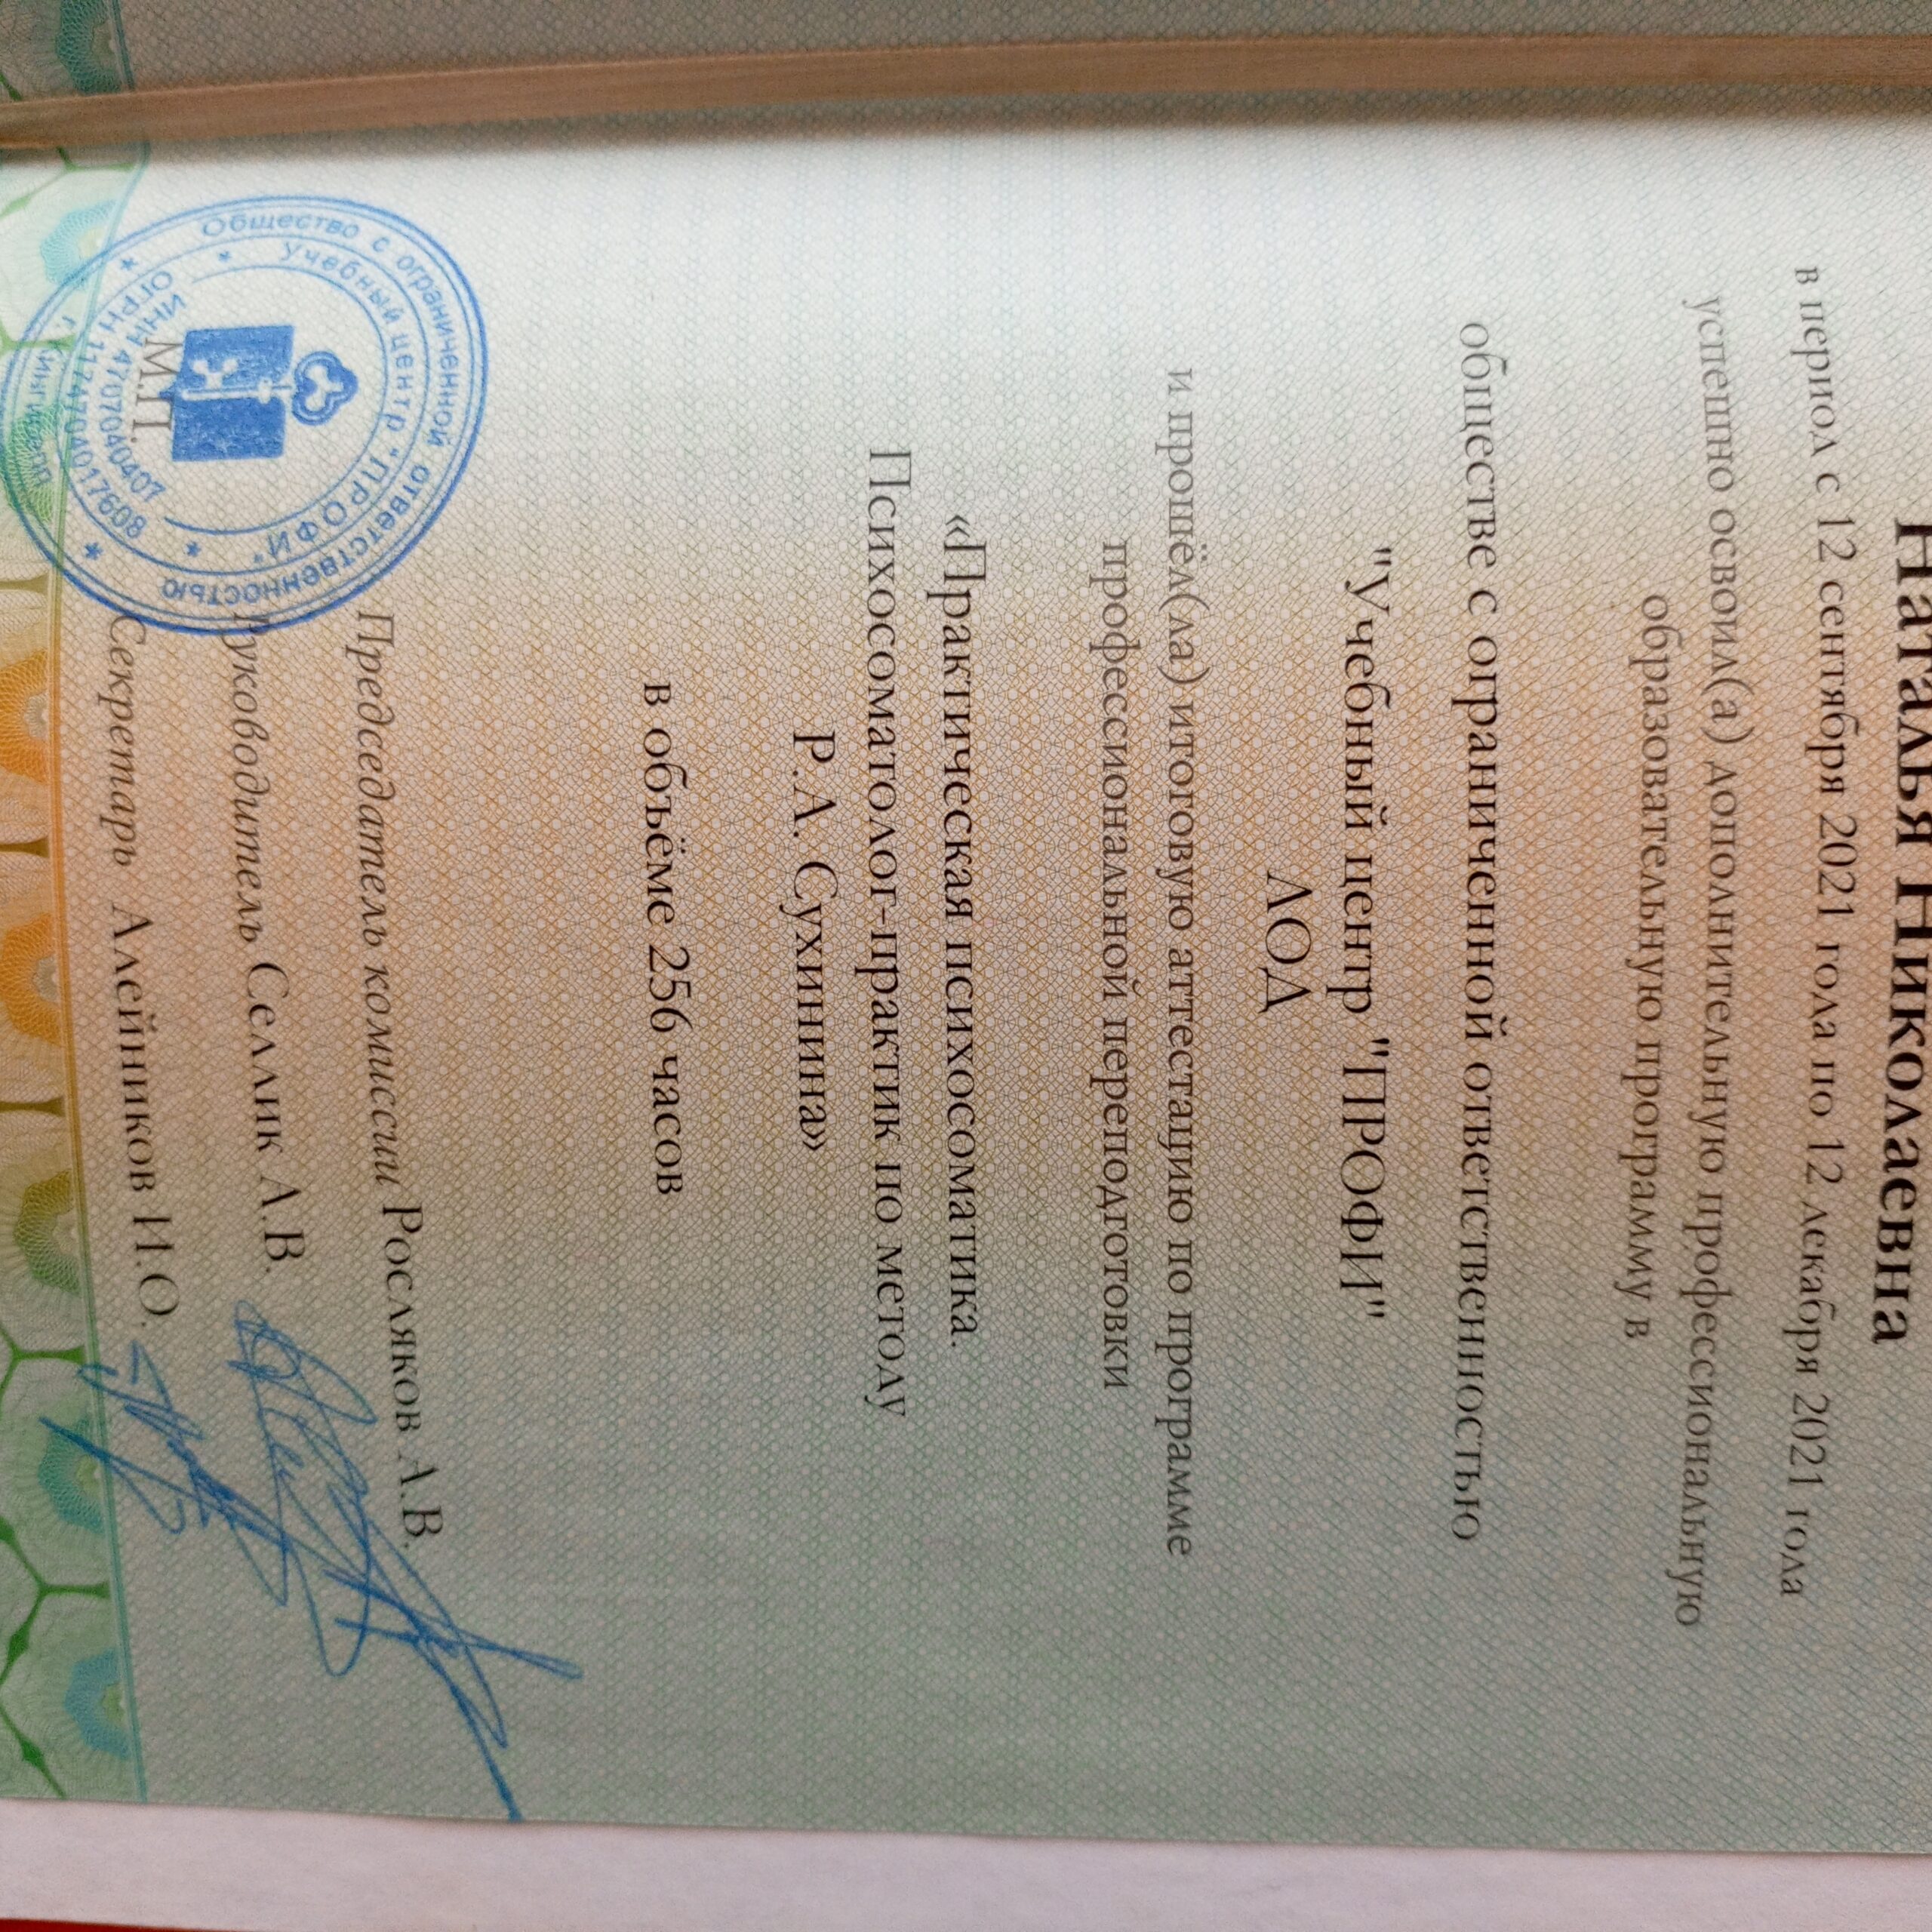 Наталья Николаевна
в период с 12 сентября 2021 года по 12 декабря 2021 года
успешно освоил(а) дополнительную профессиональную
образовательную программу в
обществе с ограниченной ответственностью
"Учебный центр "ПРОФИ"
ЛОД
и прошёл(ла) итоговую аттестацию по программе
профессиональной переподготовки
«Практическая психосоматика.
Психосоматолог-практик по методу
Р.А. Сухинина»
в объёме 256 часов
Председатель комиссии Росляков А.В.
Руководитель Селлик А.В.
Секретарь Алейников И.О.
М.П.
Общество с ограниченной ответственностью
Учебный центр "ПРОФИ"
ИНН 4707040407
ОГРН 1174704017608
г. Кингисепп